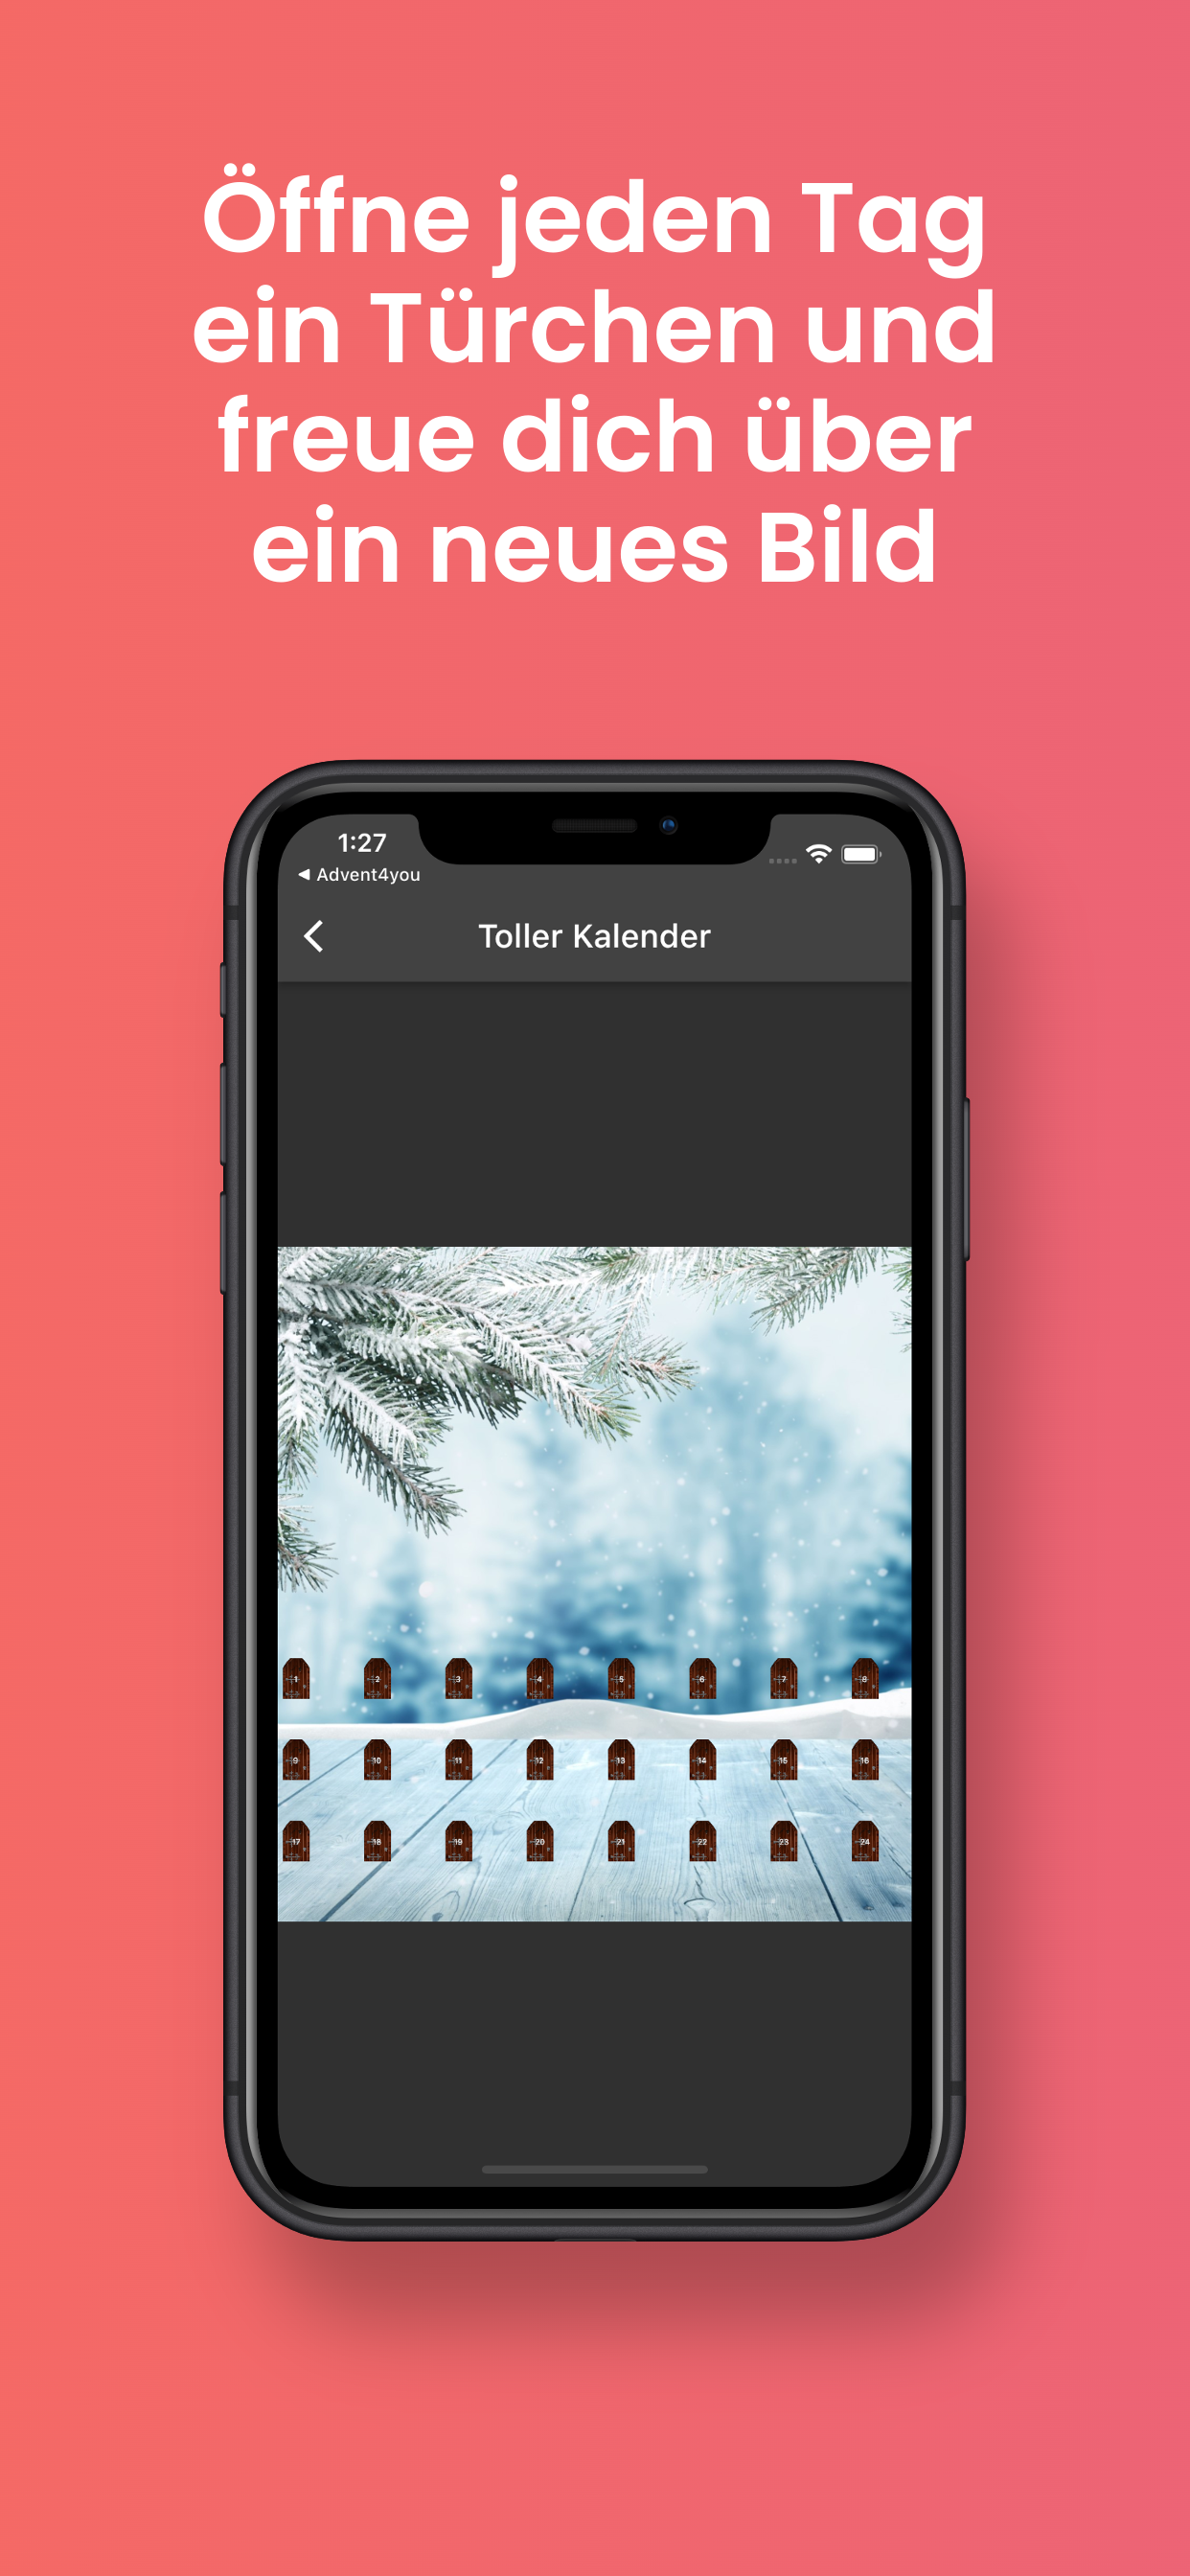 Öffne jeden Tag
ein Türchen und
freue dich über
ein neues Bild
1:27
◀ Advent4you
Toller Kalender
1 2 3 4 5 6 7 8
9 10 11 12 13 14 15 16
17 18 19 20 21 22 23 24